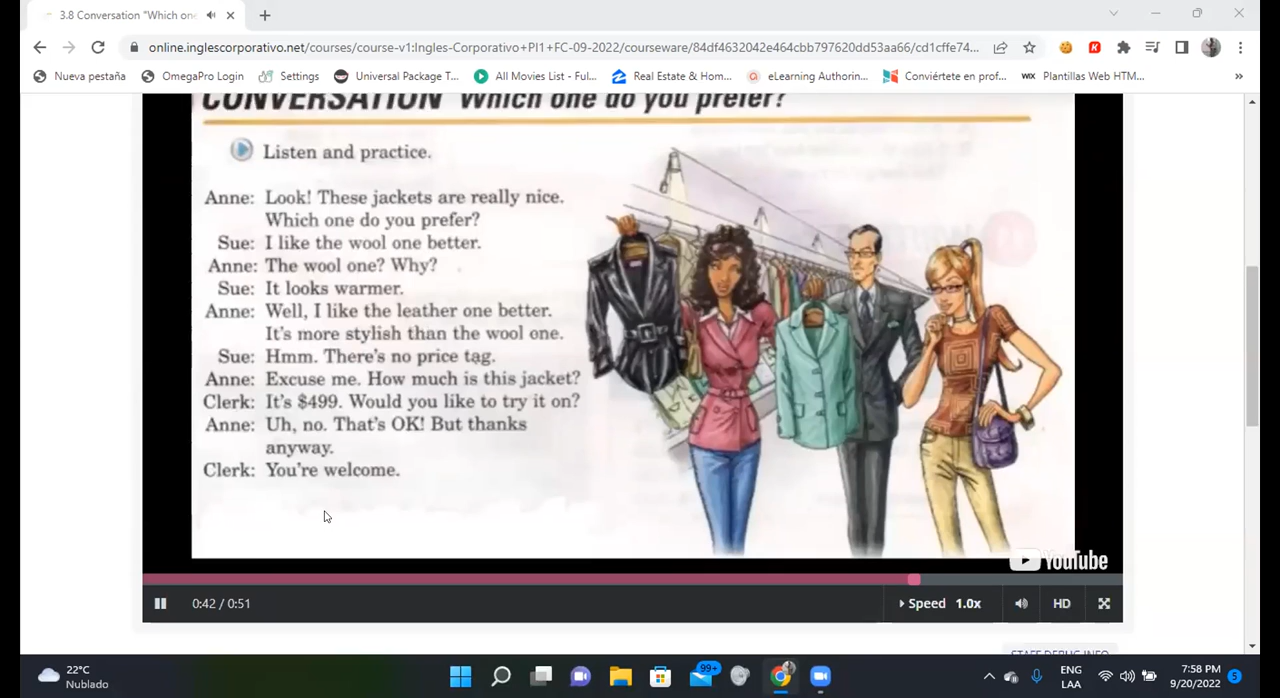 3.8 Conversation "Which one
online.inglescorporativo.net/courses/course-v1:Ingles-Corporativo+PI1+FC-09-2022/courseware/84df4632042e464cbb797620dd53aa66/cd1cffe74...
Nueva pestaña
OmegaPro Login
Settings
Universal Package T...
All Movies List - Ful...
Real Estate & Hom...
eLearning Authorin...
Conviértete en prof...
WIX Plantillas Web HTM...
»
CONVERSATION Which one do you prefer?
Listen and practice.
Anne: Look! These jackets are really nice.
Which one do you prefer?
Sue: I like the wool one better.
Anne: The wool one? Why?
Sue: It looks warmer.
Anne: Well, I like the leather one better.
It's more stylish than the wool one.
Sue: Hmm. There's no price tag.
Anne: Excuse me. How much is this jacket?
Clerk: It's $499. Would you like to try it on?
Anne: Uh, no. That's OK! But thanks
anyway.
Clerk: You're welcome.
YouTube
0:42 / 0:51
Speed 1.0x
HD
STAFF DEBUG INFO
22°C
Nublado
99+
ENG
LAA
7:58 PM
9/20/2022
5